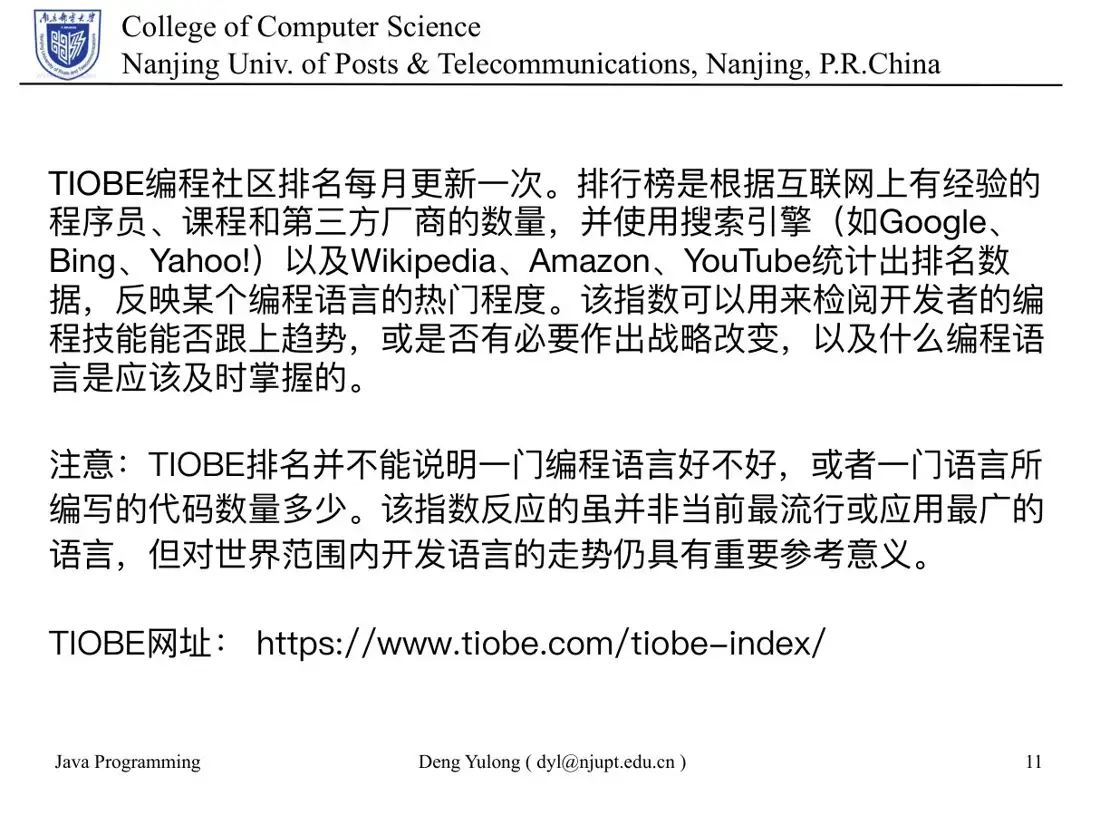 College of Computer Science
Nanjing Univ. of Posts & Telecommunications, Nanjing, P.R.China
TIOBE编程社区排名每月更新一次。排行榜是根据互联网上有经验的
程序员、课程和第三方厂商的数量，并使用搜索引擎（如Google、
Bing、Yahoo!）以及Wikipedia、Amazon、YouTube统计出排名数
据，反映某个编程语言的热门程度。该指数可以用来检阅开发者的编
程技能能否跟上趋势，或是否有必要作出战略改变，以及什么编程语
言是应该及时掌握的。
注意：TIOBE排名并不能说明一门编程语言好不好，或者一门语言所
编写的代码数量多少。该指数反应的虽并非当前最流行或应用最广的
语言，但对世界范围内开发语言的走势仍具有重要参考意义。
TIOBE网址： https://www.tiobe.com/tiobe-index/
Java Programming
Deng Yulong ( dyl@njupt.edu.cn )
11